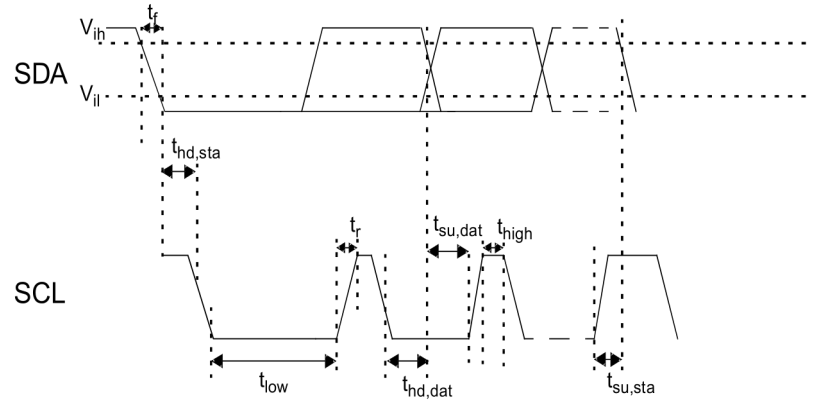 t_f
V_ih
SDA
V_il
t_hd,sta
t_r
t_su,dat
t_high
SCL
t_low
t_hd,dat
t_su,sta